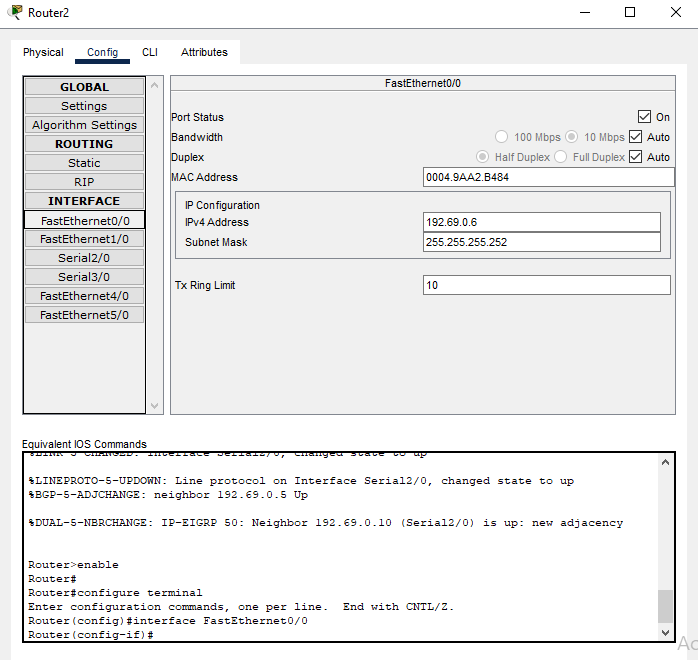 Router2
Physical Config CLI Attributes
GLOBAL
Settings
Algorithm Settings
ROUTING
Static
RIP
INTERFACE
FastEthernet0/0
FastEthernet1/0
Serial2/0
Serial3/0
FastEthernet4/0
FastEthernet5/0
FastEthernet0/0
Port Status On
Bandwidth 100 Mbps 10 Mbps Auto
Duplex Half Duplex Full Duplex Auto
MAC Address 0004.9AA2.B484
IP Configuration
IPv4 Address 192.69.0.6
Subnet Mask 255.255.255.252
Tx Ring Limit 10
Equivalent IOS Commands
%LINK-5-CHANGED: Interface Serial2/0, changed state to up
%LINEPROTO-5-UPDOWN: Line protocol on Interface Serial2/0, changed state to up
%BGP-5-ADJCHANGE: neighbor 192.69.0.5 Up
%DUAL-5-NBRCHANGE: IP-EIGRP 50: Neighbor 192.69.0.10 (Serial2/0) is up: new adjacency
Router>enable
Router#
Router#configure terminal
Enter configuration commands, one per line.  End with CNTL/Z.
Router(config)#interface FastEthernet0/0
Router(config-if)#
Ac